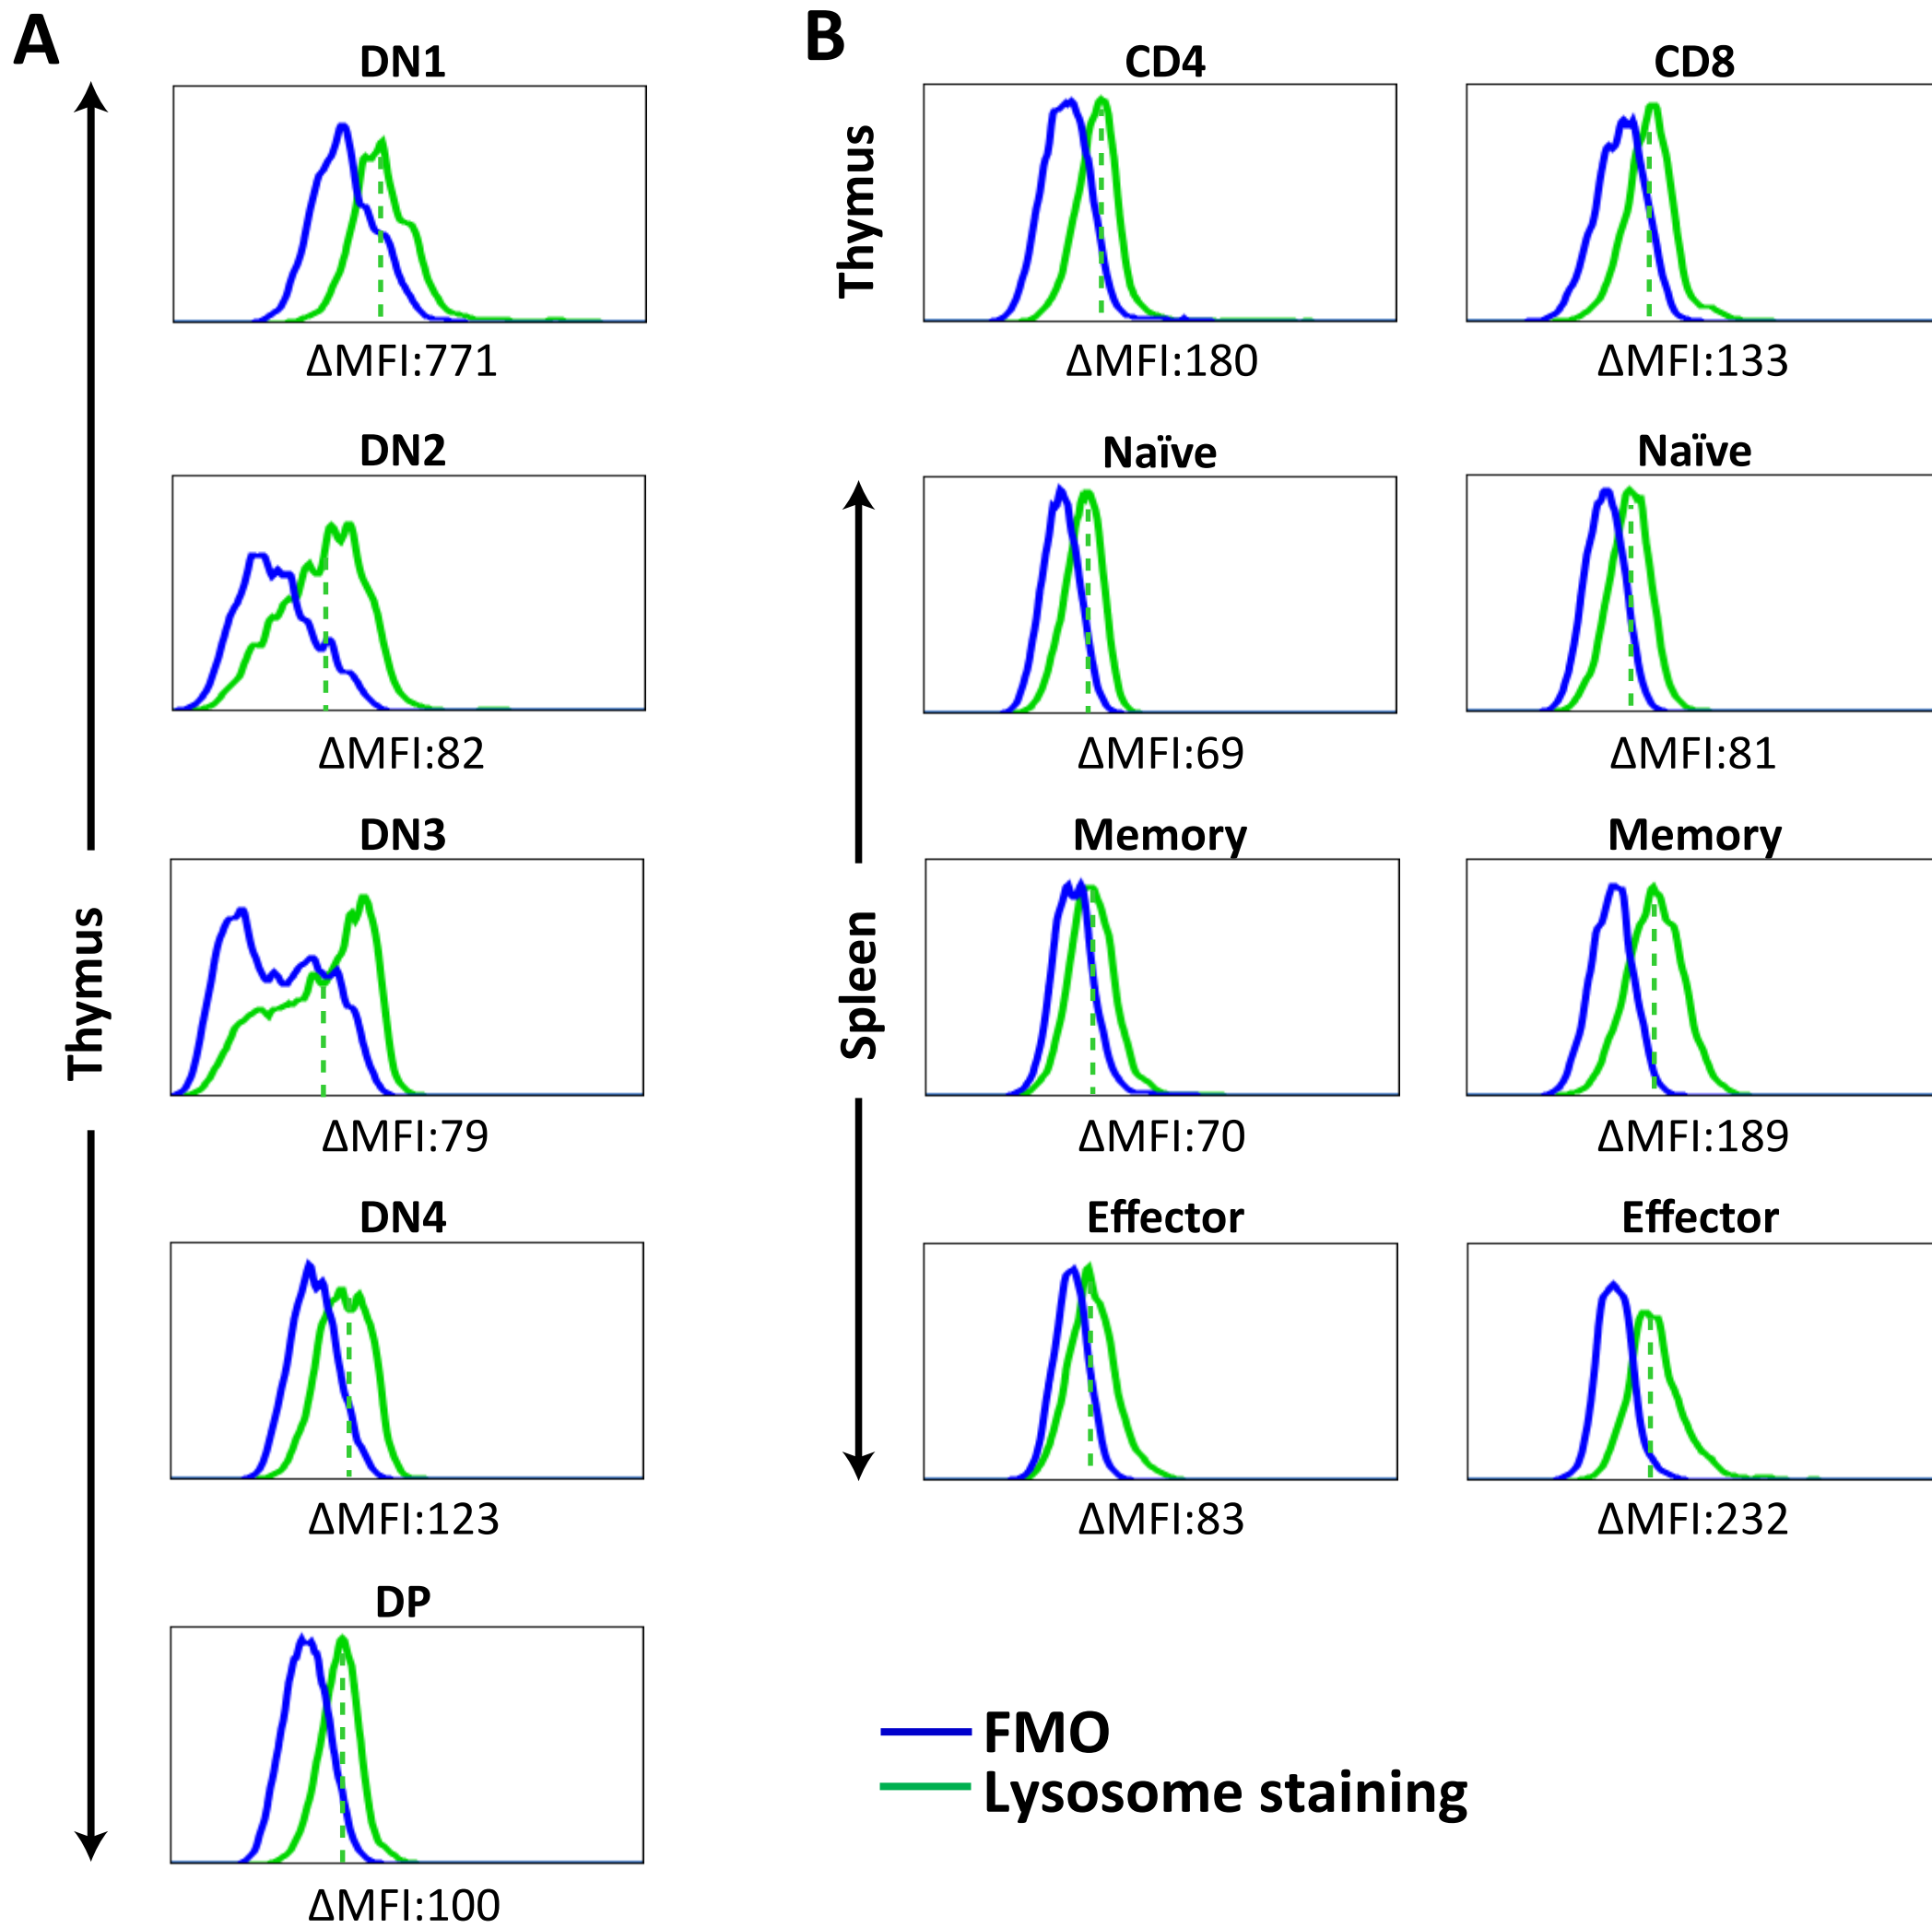 A
Thymus
DN1
ΔMFI:771
DN2
ΔMFI:82
DN3
ΔMFI:79
DN4
ΔMFI:123
DP
ΔMFI:100
B
Thymus
CD4
CD8
ΔMFI:180
ΔMFI:133
Spleen
Naïve
Naïve
ΔMFI:69
ΔMFI:81
Memory
Memory
ΔMFI:70
ΔMFI:189
Effector
Effector
ΔMFI:83
ΔMFI:232
FMO
Lysosome staining